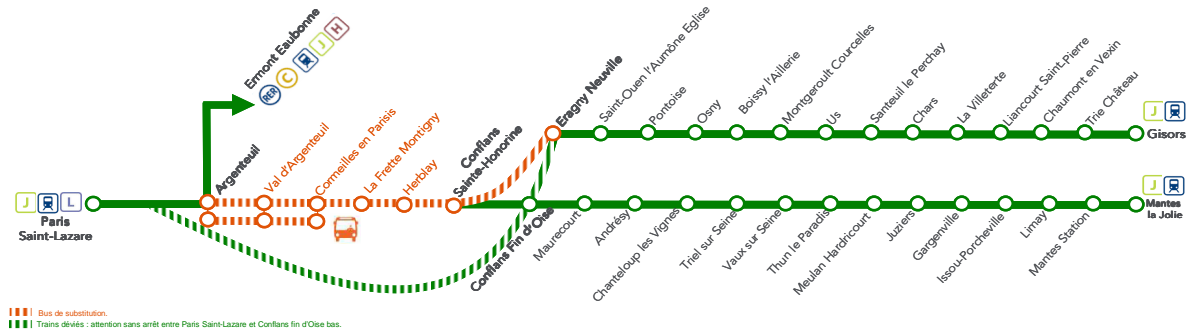 Ermont Eaubonne
RER
C
J
H
Argenteuil
Val d'Argenteuil
Cormeilles en Parisis
La Frette Montigny
Herblay
Conflans
Sainte-Honorine
Eragny Neuville
Saint-Ouen l'Aumône Eglise
Pontoise
Osny
Boissy l'Aillerie
Montgeroult Courcelles
Us
Santeuil le Perchay
Chars
La Villeterte
Liancourt Saint-Pierre
Chaumont en Vexin
Trie Château
J
Gisors
J
L
Paris
Saint-Lazare
Conflans Fin d'Oise
Maurecourt
Andrésy
Chanteloup les Vignes
Triel sur Seine
Vaux sur Seine
Thun le Paradis
Meulan Hardricourt
Juziers
Gargenville
Issou-Porcheville
Limay
Mantes Station
J
Mantes
la Jolie
Bus de substitution.
Trains déviés : attention sans arrêt entre Paris Saint-Lazare et Conflans fin d'Oise bas.